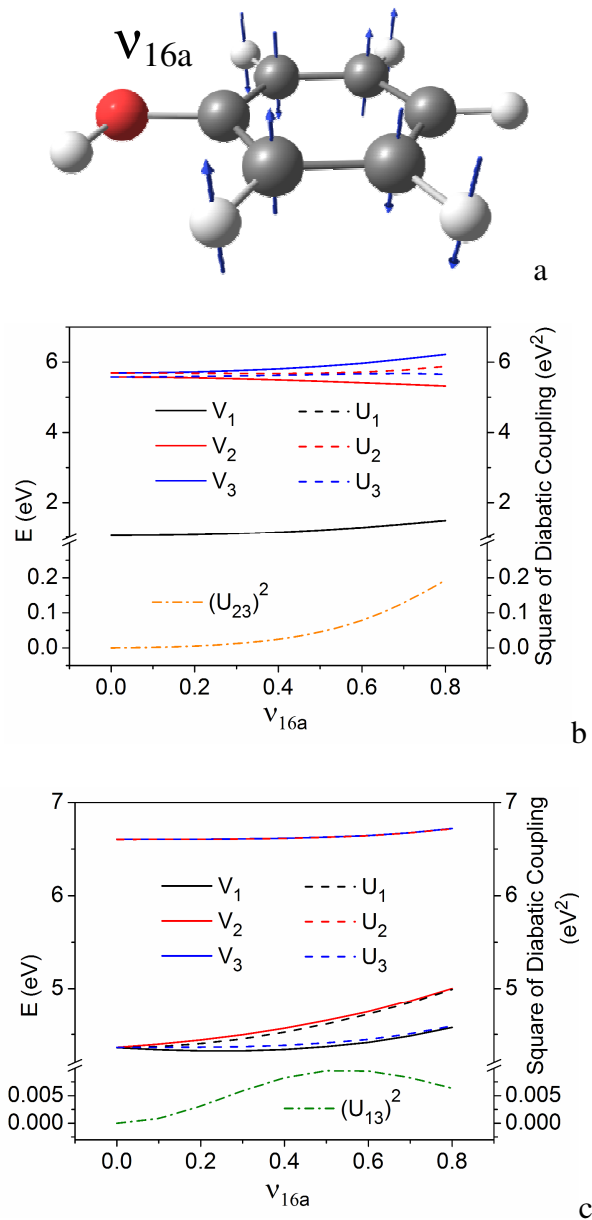 ν16a
a
6
4
2
0.2
0.1
0.0
E (eV)
V1 U1
V2 U2
V3 U3
(U23)²
6
4
2
0.2
0.1
0.0
Square of Diabatic Coupling (eV²)
0.0 0.2 0.4 0.6 0.8
ν16a
b
7
6
5
0.005
0.000
E (eV)
V1 U1
V2 U2
V3 U3
(U13)²
7
6
5
0.005
0.000
Square of Diabatic Coupling
(eV²)
0.0 0.2 0.4 0.6 0.8
ν16a
c